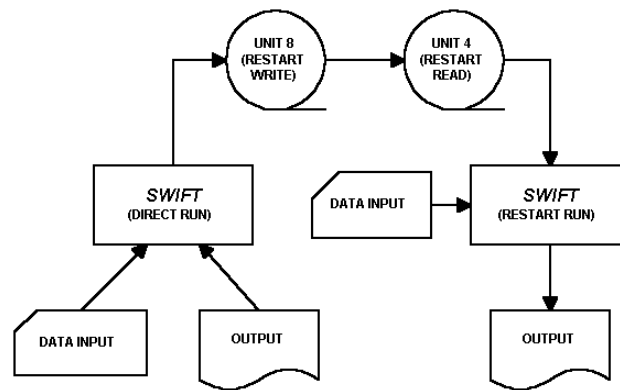 UNIT 8
(RESTART
WRITE)
UNIT 4
(RESTART
READ)
SWIFT
(DIRECT RUN)
DATA INPUT
SWIFT
(RESTART RUN)
DATA INPUT
OUTPUT
OUTPUT